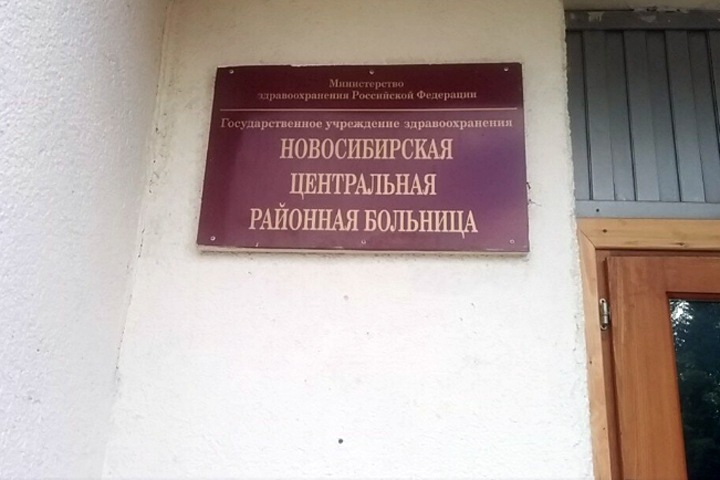 Министерство
здравоохранения Российской Федерации
Государственное учреждение здравоохранения
НОВОСИБИРСКАЯ
ЦЕНТРАЛЬНАЯ
РАЙОННАЯ БОЛЬНИЦА